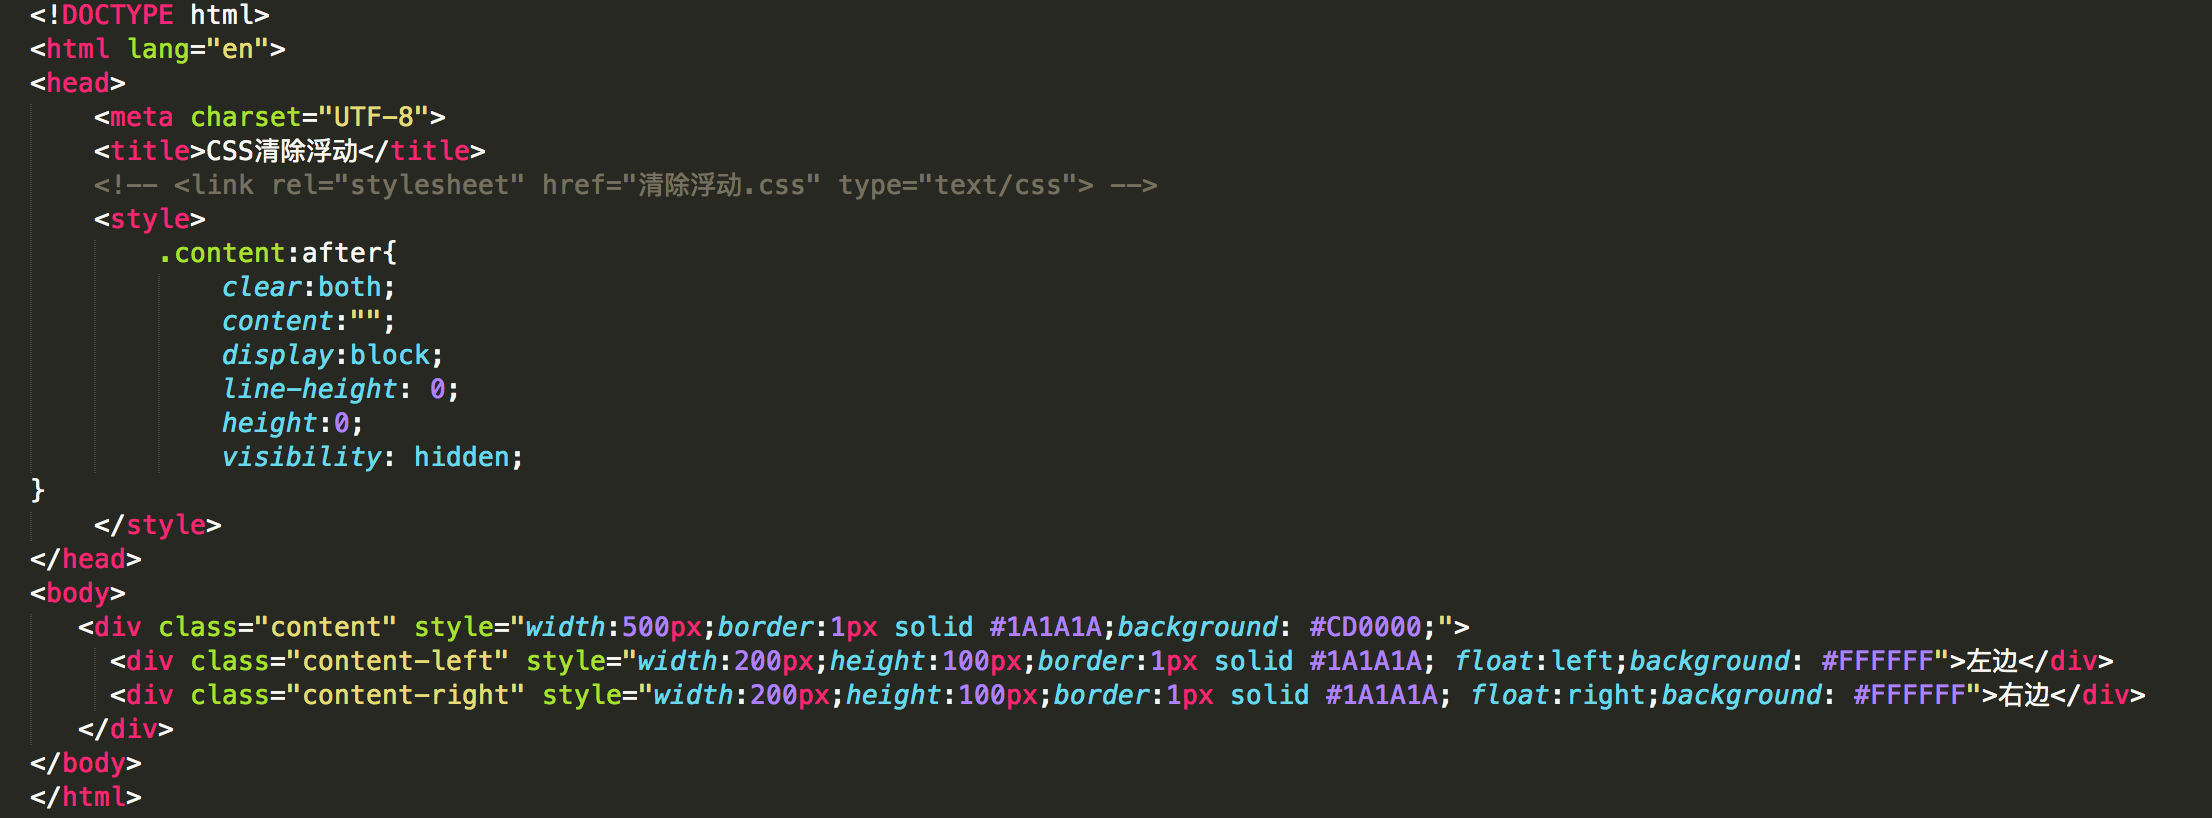 <!DOCTYPE html>
<html lang="en">
<head>
    <meta charset="UTF-8">
    <title>CSS清除浮动</title>
    <!-- <link rel="stylesheet" href="清除浮动.css" type="text/css"> -->
    <style>
        .content:after{
            clear:both;
            content:"";
            display:block;
            line-height: 0;
            height:0;
            visibility: hidden;
}
    </style>
</head>
<body>
   <div class="content" style="width:500px;border:1px solid #1A1A1A;background: #CD0000;">
     <div class="content-left" style="width:200px;height:100px;border:1px solid #1A1A1A; float:left;background: #FFFFFF">左边</div>
     <div class="content-right" style="width:200px;height:100px;border:1px solid #1A1A1A; float:right;background: #FFFFFF">右边</div>
   </div>
</body>
</html>